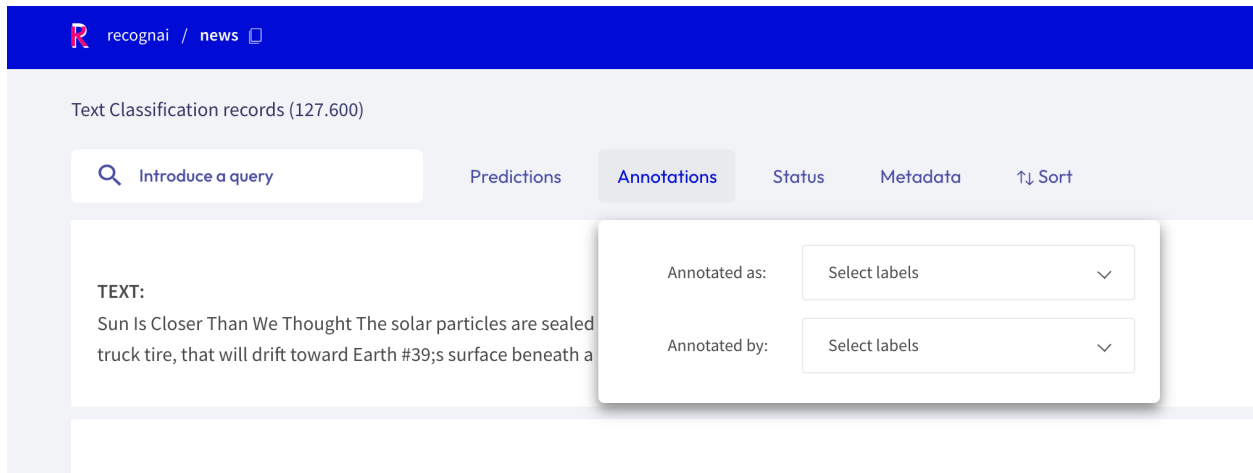 R recognai / news
Text Classification records (127.600)
Introduce a query Predictions Annotations Status Metadata Sort
Annotated as: Select labels
Annotated by: Select labels
TEXT:
Sun Is Closer Than We Thought The solar particles are sealed
truck tire, that will drift toward Earth #39;s surface beneath a